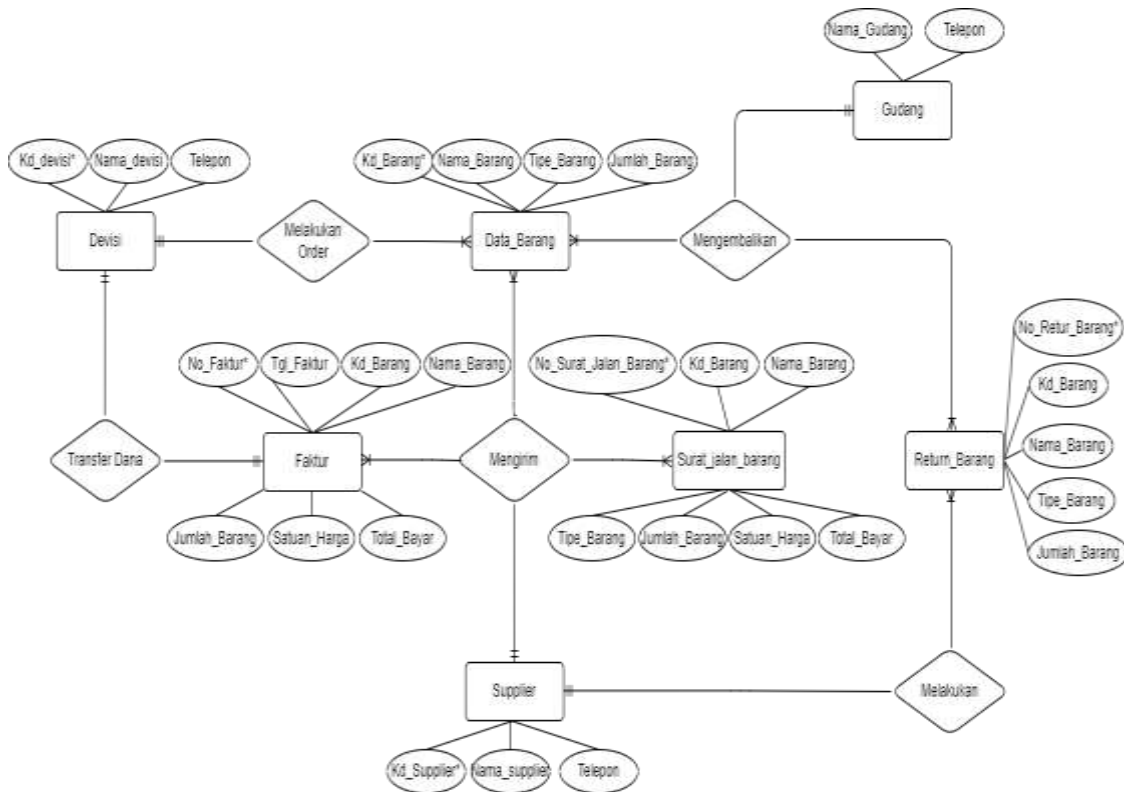 Nama_Gudang
Telepon
Gudang
Kd_devisi*
Nama_devisi
Telepon
Kd_Barang*
Nama_Barang
Tipe_Barang
Jumlah_Barang
Devisi
Melakukan
Order
Data_Barang
Mengembalikan
No_Faktur*
Tgl_Faktur
Kd_Barang
Nama_Barang
No_Surat_Jalan_Barang*
Kd_Barang
Nama_Barang
No_Retur_Barang*
Kd_Barang
Nama_Barang
Tipe_Barang
Jumlah_Barang
Transfer Dana
Faktur
Mengirim
Surat_jalan_barang
Return_Barang
Jumlah_Barang
Satuan_Harga
Total_Bayar
Tipe_Barang
Jumlah_Barang
Satuan_Harga
Total_Bayar
Supplier
Melakukan
Kd_Supplier*
Nama_supplier
Telepon